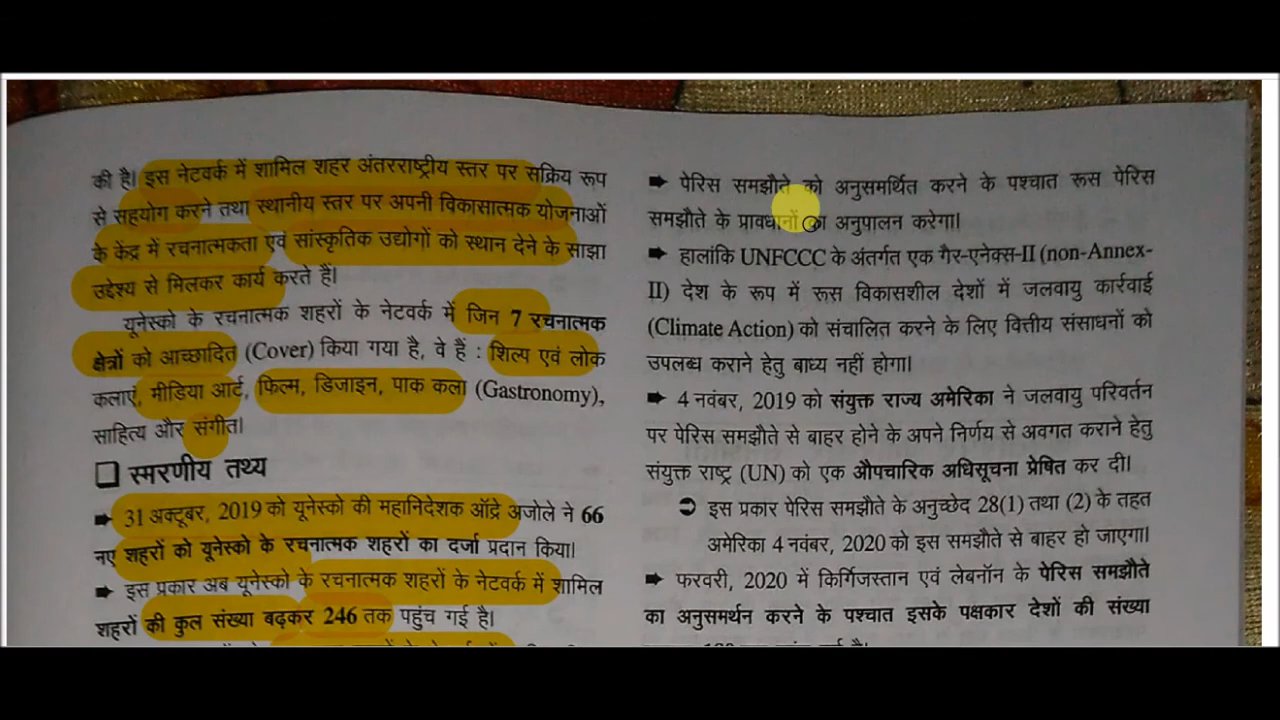 की है। इस नेटवर्क में शामिल शहर अंतरराष्ट्रीय स्तर पर सक्रिय रूप
से सहयोग करने तथा स्थानीय स्तर पर अपनी विकासात्मक योजनाओं
के केंद्र में रचनात्मकता एवं सांस्कृतिक उद्योगों को स्थान देने के साझा
उद्देश्य से मिलकर कार्य करते हैं।
यूनेस्को के रचनात्मक शहरों के नेटवर्क में जिन 7 रचनात्मक
क्षेत्रों को आच्छादित (Cover) किया गया है, वे हैं : शिल्प एवं लोक
कलाएं, मीडिया आर्ट, फिल्म, डिजाइन, पाक कला (Gastronomy),
साहित्य और संगीत।
❑ स्मरणीय तथ्य
➡ 31 अक्टूबर, 2019 को यूनेस्को की महानिदेशक ऑद्रे अजोले ने 66
नए शहरों को यूनेस्को के रचनात्मक शहरों का दर्जा प्रदान किया।
➡ इस प्रकार अब यूनेस्को के रचनात्मक शहरों के नेटवर्क में शामिल
शहरों की कुल संख्या बढ़कर 246 तक पहुंच गई है।
➡ पेरिस समझौते को अनुसमर्थित करने के पश्चात रूस पेरिस
समझौते के प्रावधानों का अनुपालन करेगा।
➡ हालांकि UNFCCC के अंतर्गत एक गैर-एनेक्स-II (non-Annex-
II) देश के रूप में रूस विकासशील देशों में जलवायु कार्रवाई
(Climate Action) को संचालित करने के लिए वित्तीय संसाधनों को
उपलब्ध कराने हेतु बाध्य नहीं होगा।
➡ 4 नवंबर, 2019 को संयुक्त राज्य अमेरिका ने जलवायु परिवर्तन
पर पेरिस समझौते से बाहर होने के अपने निर्णय से अवगत कराने हेतु
संयुक्त राष्ट्र (UN) को एक औपचारिक अधिसूचना प्रेषित कर दी।
➲ इस प्रकार पेरिस समझौते के अनुच्छेद 28(1) तथा (2) के तहत
अमेरिका 4 नवंबर, 2020 को इस समझौते से बाहर हो जाएगा।
➡ फरवरी, 2020 में किर्गिजस्तान एवं लेबनॉन के पेरिस समझौते
का अनुसमर्थन करने के पश्चात इसके पक्षकार देशों की संख्या